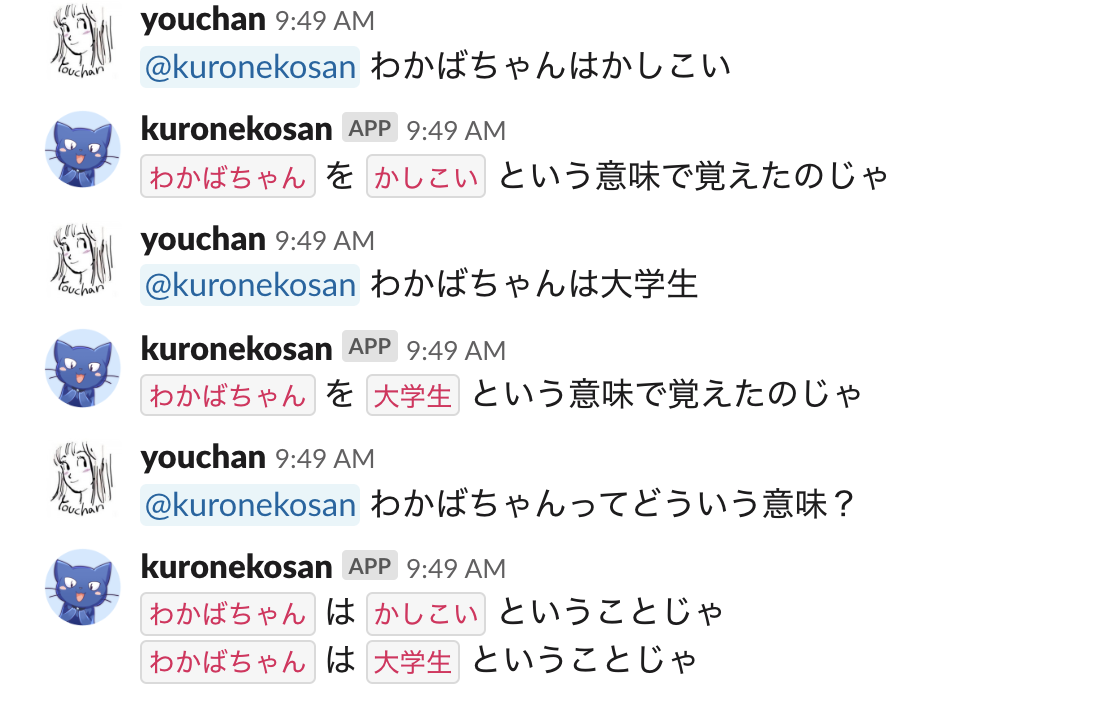 youchan 9:49 AM
@kuronekosan わかばちゃんはかしこい
kuronekosan APP 9:49 AM
わかばちゃん を かしこい という意味で覚えたのじゃ
youchan 9:49 AM
@kuronekosan わかばちゃんは大学生
kuronekosan APP 9:49 AM
わかばちゃん を 大学生 という意味で覚えたのじゃ
youchan 9:49 AM
@kuronekosan わかばちゃんってどういう意味？
kuronekosan APP 9:49 AM
わかばちゃん は かしこい ということじゃ
わかばちゃん は 大学生 ということじゃ
Youchan
Youchan
Youchan